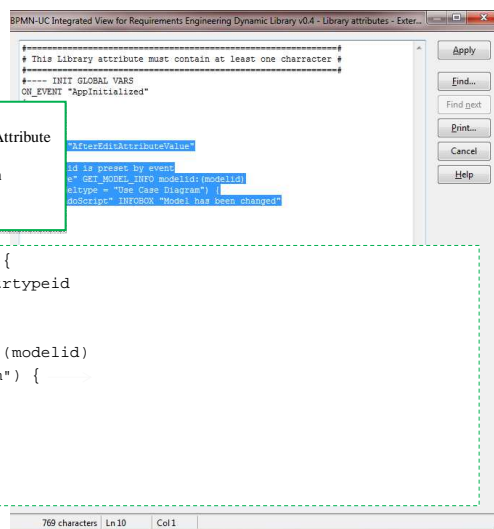 BPMN-UC Integrated View for Requirements Engineering Dynamic Library v0.4 - Library attributes - Exter...
#--------------------------------------------------------#
# This Library attribute must contain at least one charracter #
#--------------------------------------------------------#
#---- INIT GLOBAL VARS
ON_EVENT "AppInitialized"
Attribute
"AfterEditAttributeValue"
id is preset by event
e" GET_MODEL_INFO modelid:(modelid)
eltype = "Use Case Diagram") {
doScript" INFOBOX "Model has been changed"
{
rtypeid
(modelid)
") {
Apply
Find...
Find next
Print...
Cancel
Help
769 characters Ln 10 Col 1